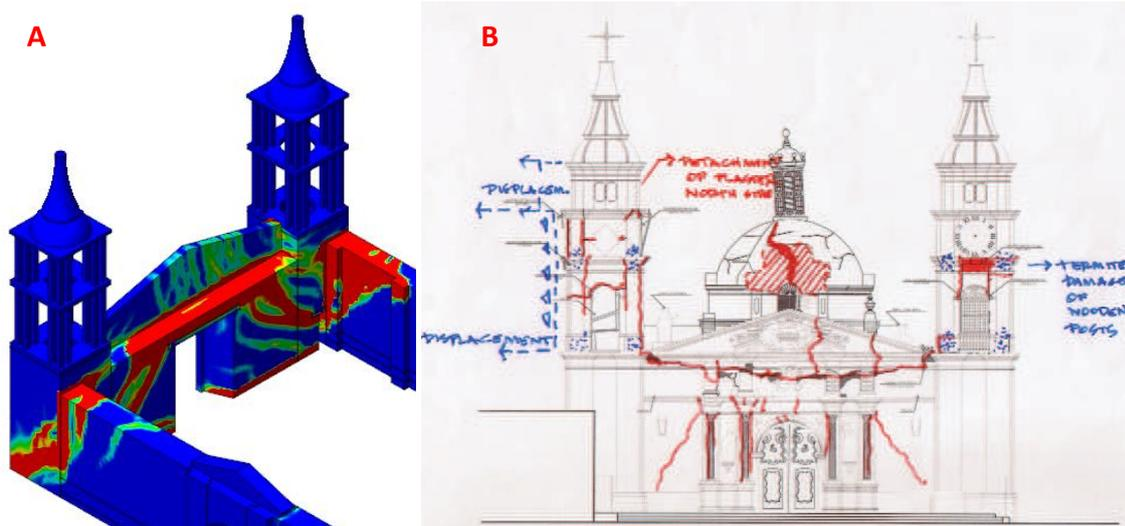 A
B
DETACHMENT
OF PLASTER
NORTH SIDE
DISPLACEM.
DISPLACEMENT
TERMITE
DAMAGE
OF
WOODEN
POSTS